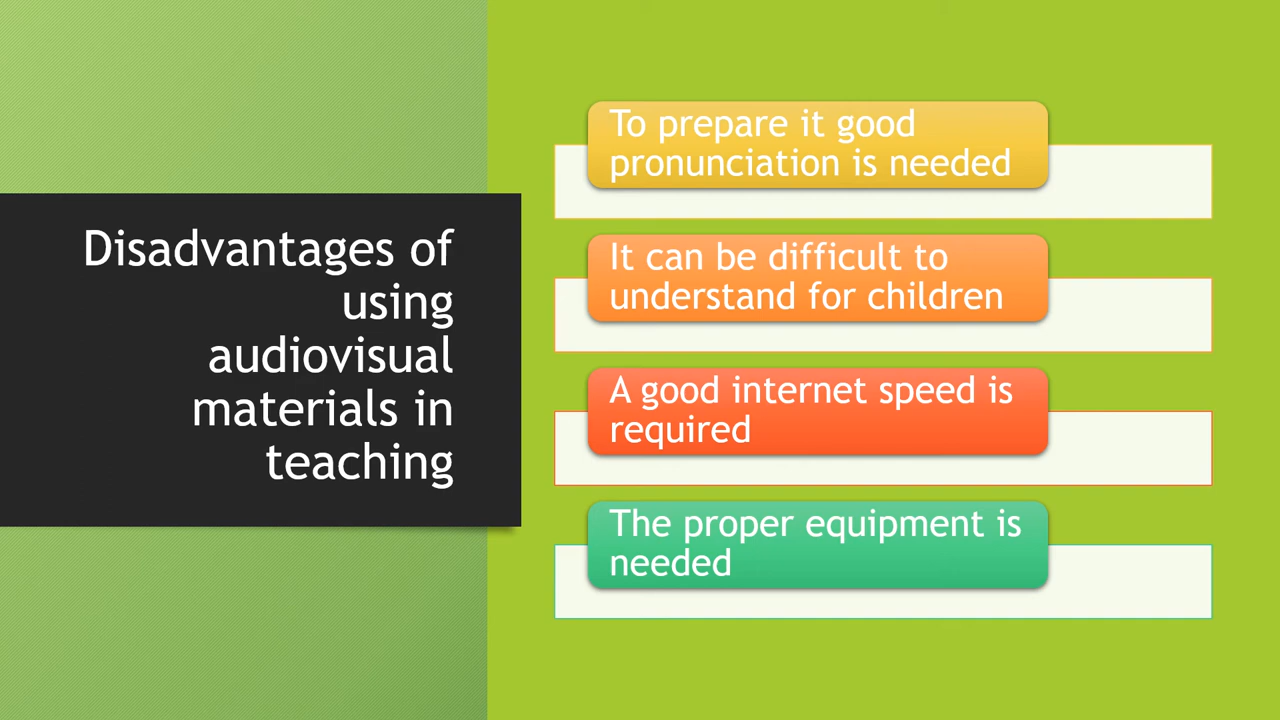 Disadvantages of
using
audiovisual
materials in
teaching
To prepare it good
pronunciation is needed
It can be difficult to
understand for children
A good internet speed is
required
The proper equipment is
needed